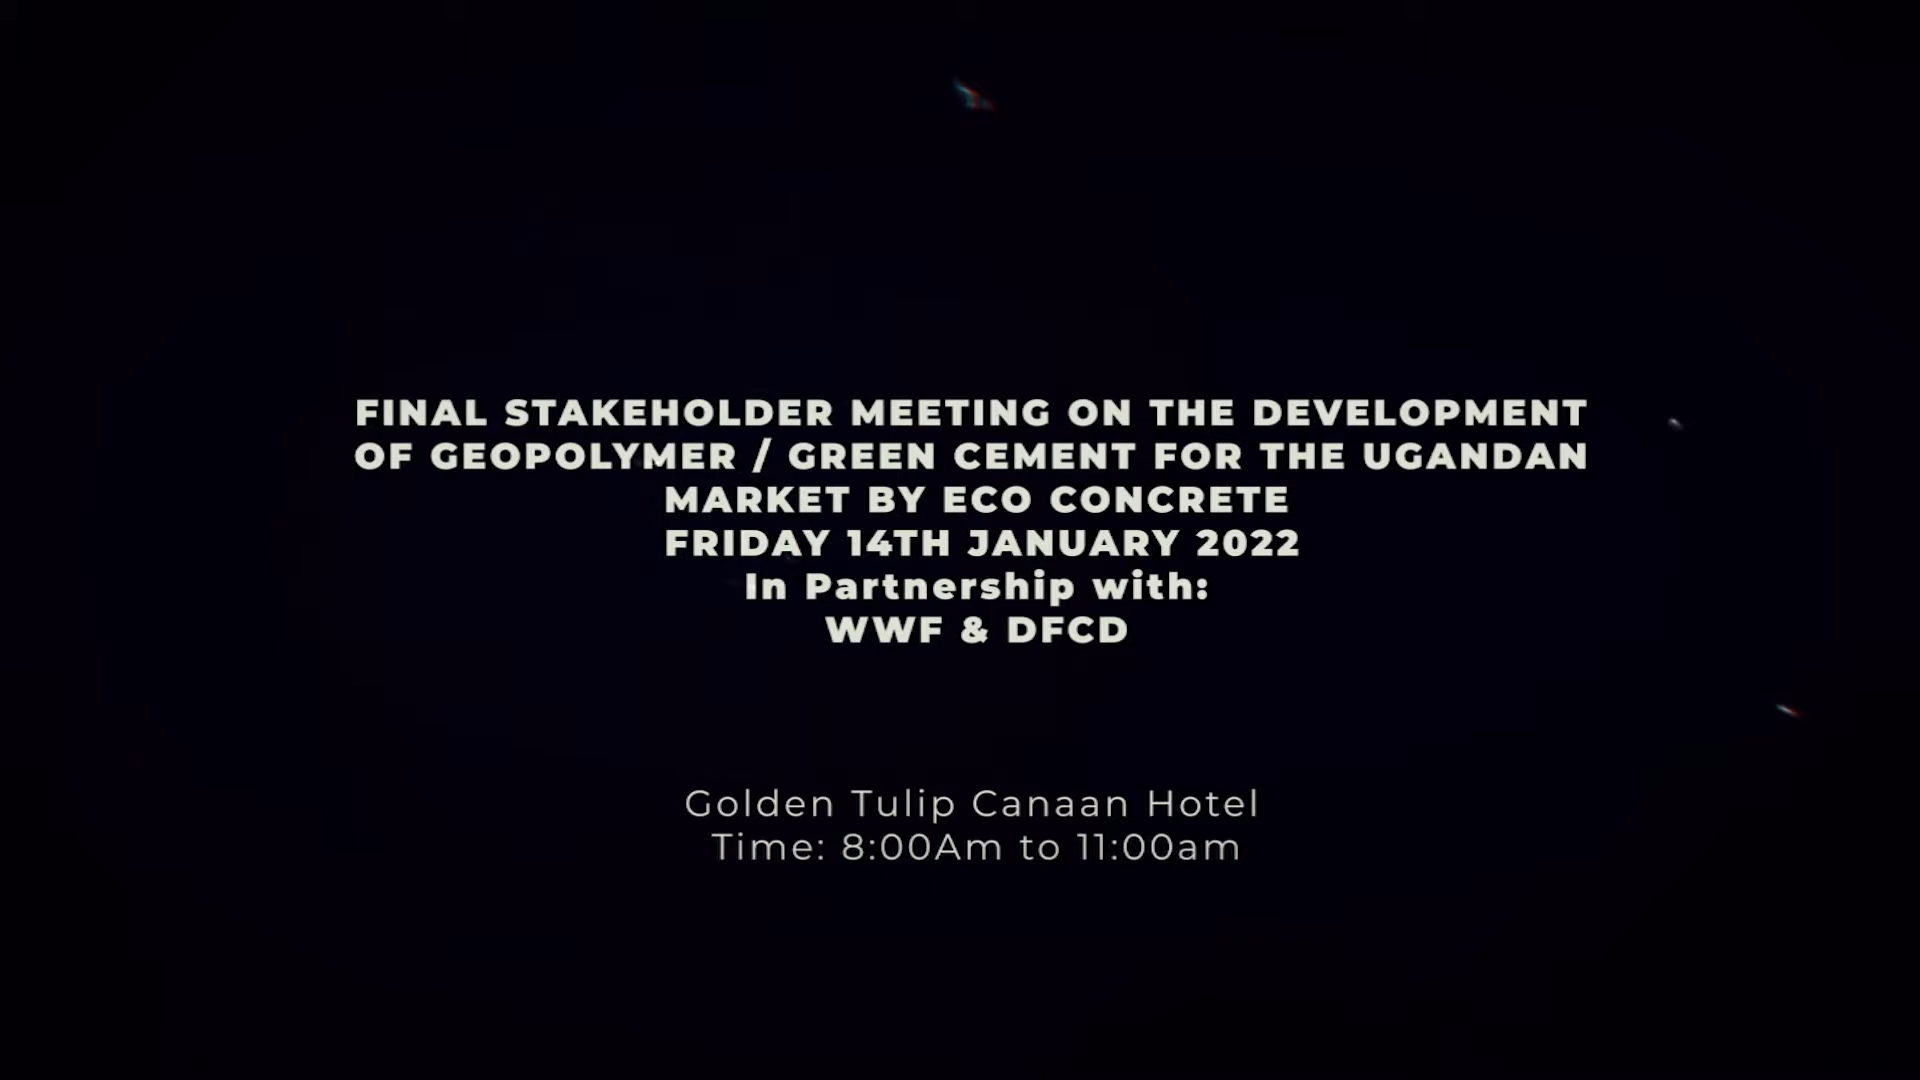 FINAL STAKEHOLDER MEETING ON THE DEVELOPMENT
OF GEOPOLYMER / GREEN CEMENT FOR THE UGANDAN
MARKET BY ECO CONCRETE
FRIDAY 14TH JANUARY 2022
In Partnership with:
WWF & DFCD
Golden Tulip Canaan Hotel
Time: 8:00Am to 11:00am